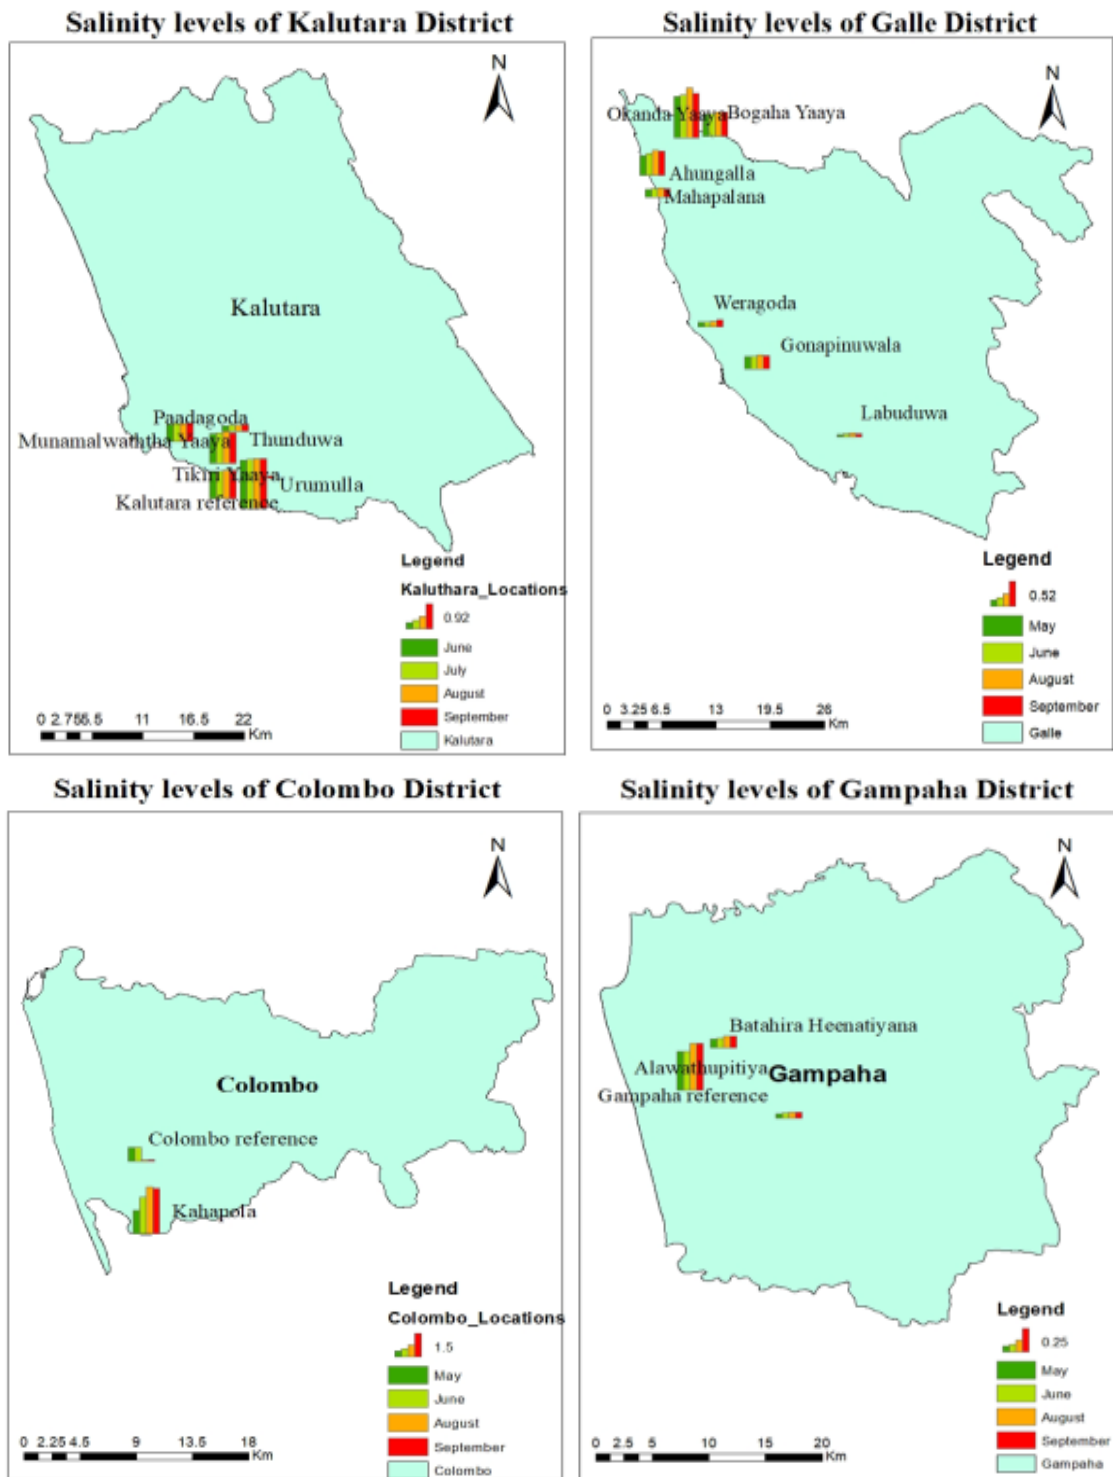 Salinity levels of Kalutara District
N
Kalutara
Paadagoda
Munamalwaththa Yaaya
Thunduwa
Tikiri Yaaya
Urumulla
Kalutara reference
Legend
Kaluthara_Locations
0.92
June
July
August
September
Kalutara
0 2.755.5 11 16.5 22
Km
Salinity levels of Galle District
N
Okanda Yaaya
Bogaha Yaaya
Ahungalla
Mahapalana
Weragoda
Gonapinuwala
Labuduwa
Legend
0.52
May
June
August
September
Galle
0 3.25 6.5 13 19.5 26
Km
Salinity levels of Colombo District
N
Colombo
Colombo reference
Kahapola
Legend
Colombo_Locations
1.5
May
June
August
September
Colombo
0 2.25 4.5 9 13.5 18
Km
Salinity levels of Gampaha District
N
Batahira Heenatiyana
Alawathupitiya
Gampaha
Gampaha reference
Legend
0.25
May
June
August
September
Gampaha
0 2.5 5 10 15 20
Km